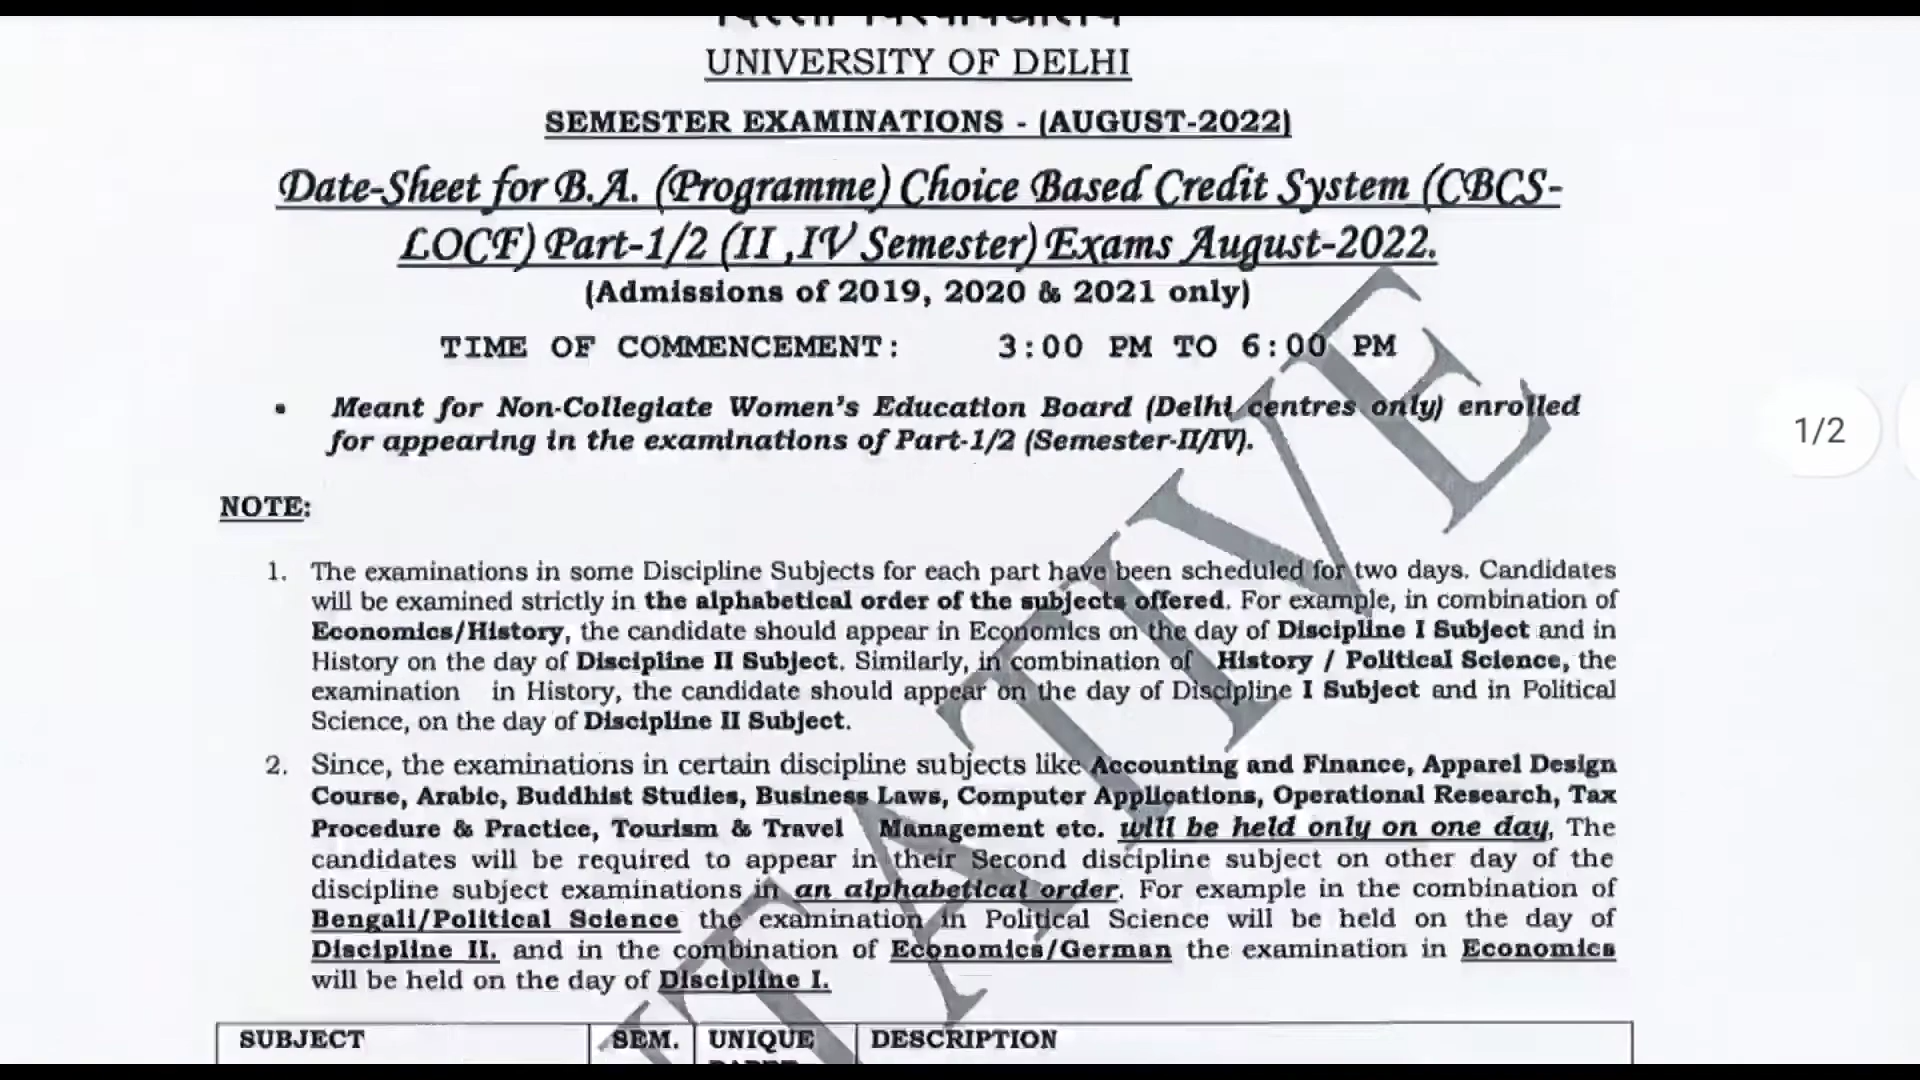 UNIVERSITY OF DELHI
SEMESTER EXAMINATIONS - (AUGUST-2022)
Date-Sheet for B.A. (Programme) Choice Based Credit System (CBCS-
LOCF) Part-1/2 (II ,IV Semester) Exams August-2022.
(Admissions of 2019, 2020 & 2021 only)
TIME OF COMMENCEMENT: 3:00 PM TO 6:00 PM
• Meant for Non-Collegiate Women's Education Board (Delhi centres only) enrolled
for appearing in the examinations of Part-1/2 (Semester-II/IV).
1/2
NOTE:
1. The examinations in some Discipline Subjects for each part have been scheduled for two days. Candidates
will be examined strictly in the alphabetical order of the subjects offered. For example, in combination of
Economics/History, the candidate should appear in Economics on the day of Discipline I Subject and in
History on the day of Discipline II Subject. Similarly, in combination of History / Political Science, the
examination in History, the candidate should appear on the day of Discipline I Subject and in Political
Science, on the day of Discipline II Subject.
2. Since, the examinations in certain discipline subjects like Accounting and Finance, Apparel Design
Course, Arabic, Buddhist Studies, Business Laws, Computer Applications, Operational Research, Tax
Procedure & Practice, Tourism & Travel Management etc. will be held only on one day, The
candidates will be required to appear in their Second discipline subject on other day of the
discipline subject examinations in an alphabetical order. For example in the combination of
Bengali/Political Science the examination in Political Science will be held on the day of
Discipline II. and in the combination of Economics/German the examination in Economics
will be held on the day of Discipline I.
SUBJECT SEM. UNIQUE DESCRIPTION
TATIVE